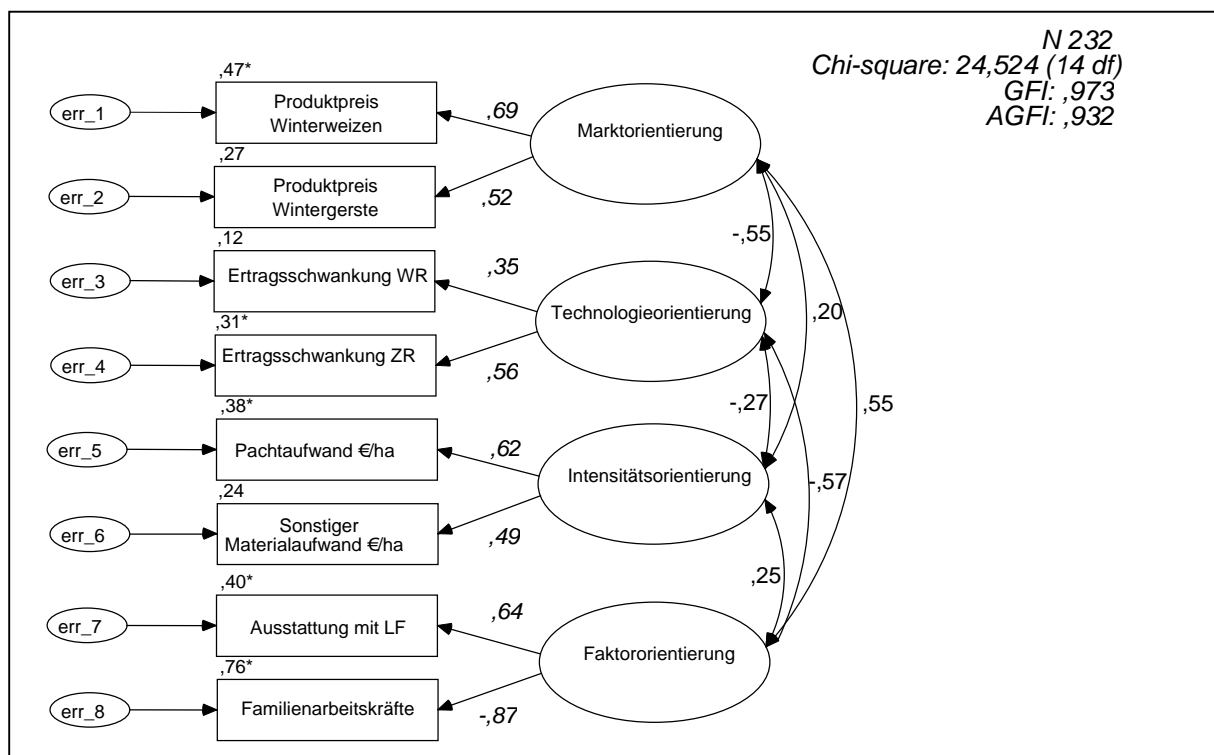 N 232
Chi-square: 24,524 (14 df)
GFI: ,973
AGFI: ,932
,47*
err_1
Produktpreis
Winterweizen
,69
Marktorientierung
,27
err_2
Produktpreis
Wintergerste
,52
-,55
,12
err_3
Ertragsschwankung WR
,35
Technologieorientierung
,20
,31*
err_4
Ertragsschwankung ZR
,56
-,27
,55
,38*
err_5
Pachtaufwand €/ha
,62
Intensitätsorientierung
-,57
,24
err_6
Sonstiger
Materialaufwand €/ha
,49
,25
,40*
err_7
Ausstattung mit LF
,64
Faktororientierung
,76*
err_8
Familienarbeitskräfte
-,87